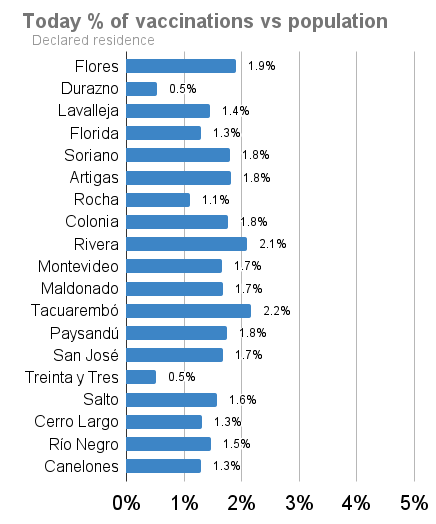 Today % of vaccinations vs population
Declared residence
Flores 1.9%
Durazno 0.5%
Lavalleja 1.4%
Florida 1.3%
Soriano 1.8%
Artigas 1.8%
Rocha 1.1%
Colonia 1.8%
Rivera 2.1%
Montevideo 1.7%
Maldonado 1.7%
Tacuarembó 2.2%
Paysandú 1.8%
San José 1.7%
Treinta y Tres 0.5%
Salto 1.6%
Cerro Largo 1.3%
Río Negro 1.5%
Canelones 1.3%
0% 1% 2% 3% 4% 5%